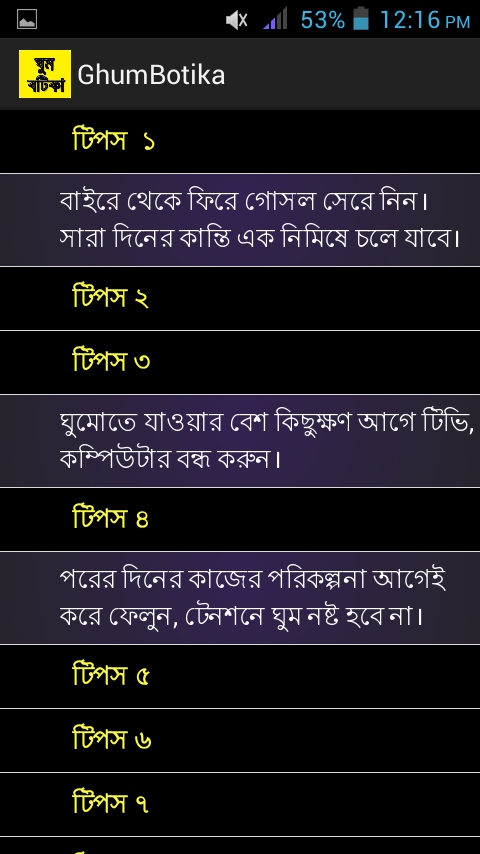 53% 12:16 PM
ঘুম বটিকা GhumBotika
টিপস ১
বাইরে থেকে ফিরে গোসল সেরে নিন।
সারা দিনের কান্তি এক নিমিষে চলে যাবে।
টিপস ২
টিপস ৩
ঘুমোতে যাওয়ার বেশ কিছুক্ষণ আগে টিভি,
কম্পিউটার বন্ধ করুন।
টিপস ৪
পরের দিনের কাজের পরিকল্পনা আগেই
করে ফেলুন, টেনশনে ঘুম নষ্ট হবে না।
টিপস ৫
টিপস ৬
টিপস ৭